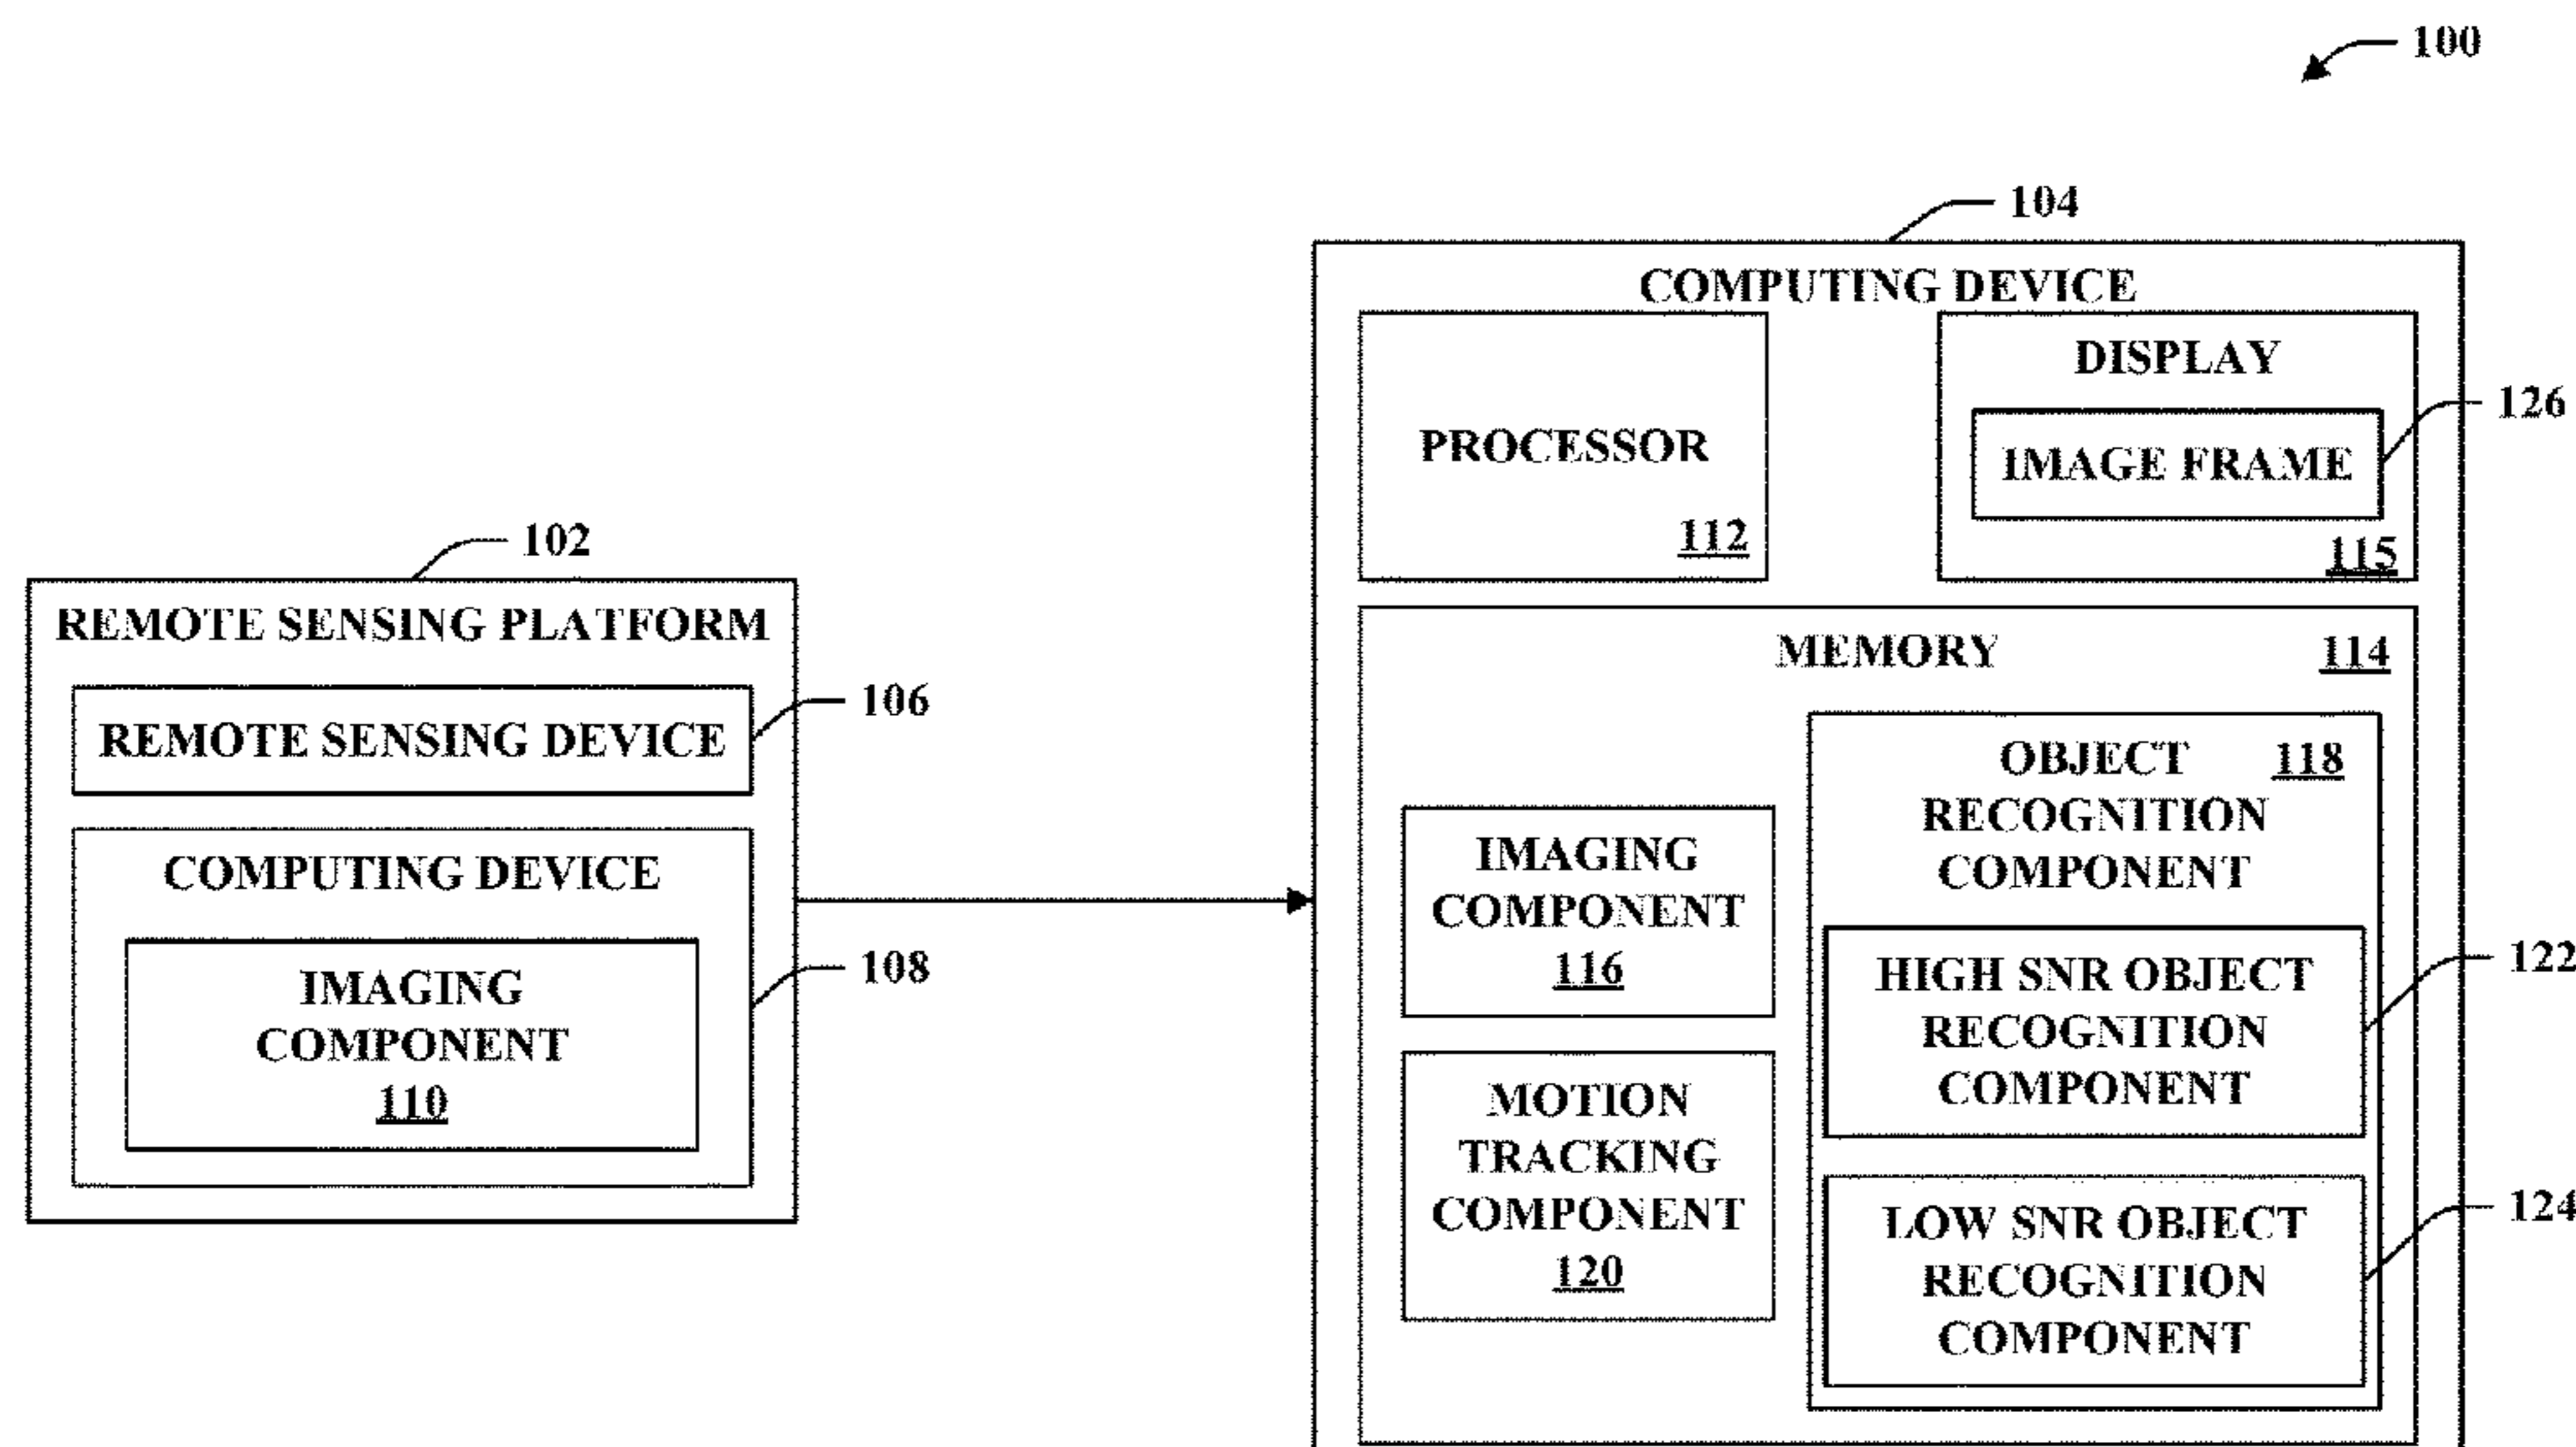 100
104
COMPUTING DEVICE
PROCESSOR
112
DISPLAY
IMAGE FRAME
126
115
102
REMOTE SENSING PLATFORM
REMOTE SENSING DEVICE
106
COMPUTING DEVICE
IMAGING
COMPONENT
110
108
MEMORY
114
IMAGING
COMPONENT
116
MOTION
TRACKING
COMPONENT
120
OBJECT
118
RECOGNITION
COMPONENT
HIGH SNR OBJECT
RECOGNITION
COMPONENT
122
LOW SNR OBJECT
RECOGNITION
COMPONENT
124